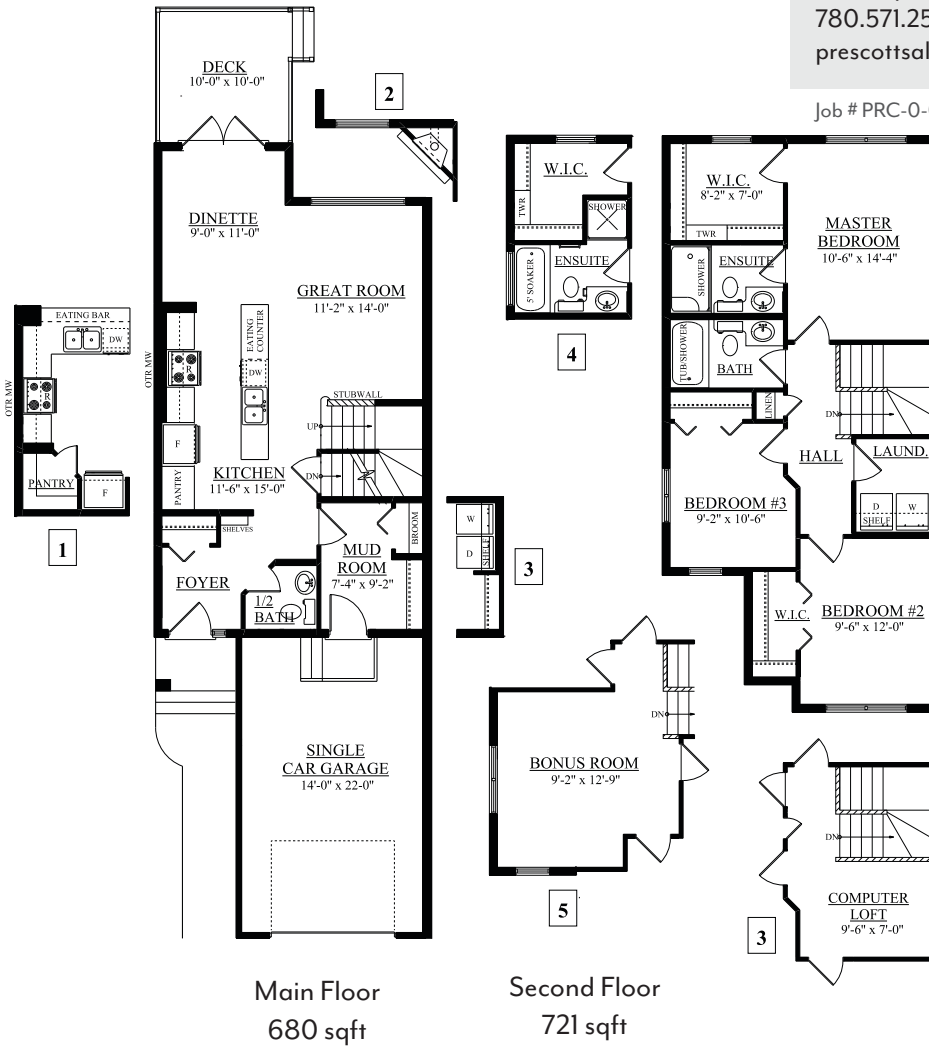 780.571.25
prescottsal
Job # PRC-0-
DECK
10'-0" x 10'-0"
2
DINETTE
9'-0" x 11'-0"
GREAT ROOM
11'-2" x 14'-0"
EATING BAR
DW
OTR MW
R
PANTRY
F
1
OTR MW
R
EATING
COUNTER
DW
F
PANTRY
KITCHEN
11'-6" x 15'-0"
STUBWALL
UP
DN
SHELVES
FOYER
1/2
BATH
MUD
ROOM
7'-4" x 9'-2"
BROOM
W
D
SHELF
3
SINGLE
CAR GARAGE
14'-0" x 22-0"
W.I.C.
TWR
SHOWER
5' SOAKER
ENSUITE
4
W.I.C.
8'-2" x 7'-0"
TWR
MASTER
BEDROOM
10'-6" x 14'-4"
SHOWER
ENSUITE
TUB/SHOWER
BATH
LINEN
DN
HALL
LAUND.
D
W
SHELF
BEDROOM #3
9'-2" x 10'-6"
W.I.C.
BEDROOM #2
9'-6" x 12'-0"
DN
BONUS ROOM
9'-2" x 12'-9"
5
DN
COMPUTER
LOFT
9'-6" x 7'-0"
3
Main Floor
680 sqft
Second Floor
721 sqft